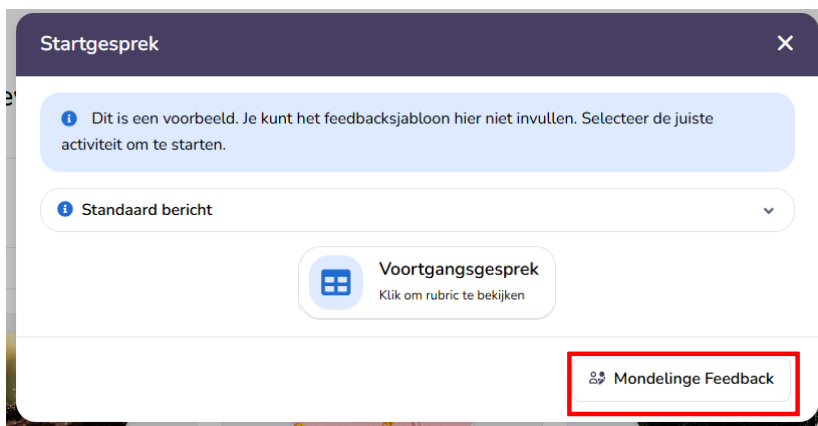 Startgesprek
Dit is een voorbeeld. Je kunt het feedbacksjabloon hier niet invullen. Selecteer de juiste
activiteit om te starten.
Standaard bericht
Voortgangsgesprek
Klik om rubric te bekijken
Mondelinge Feedback